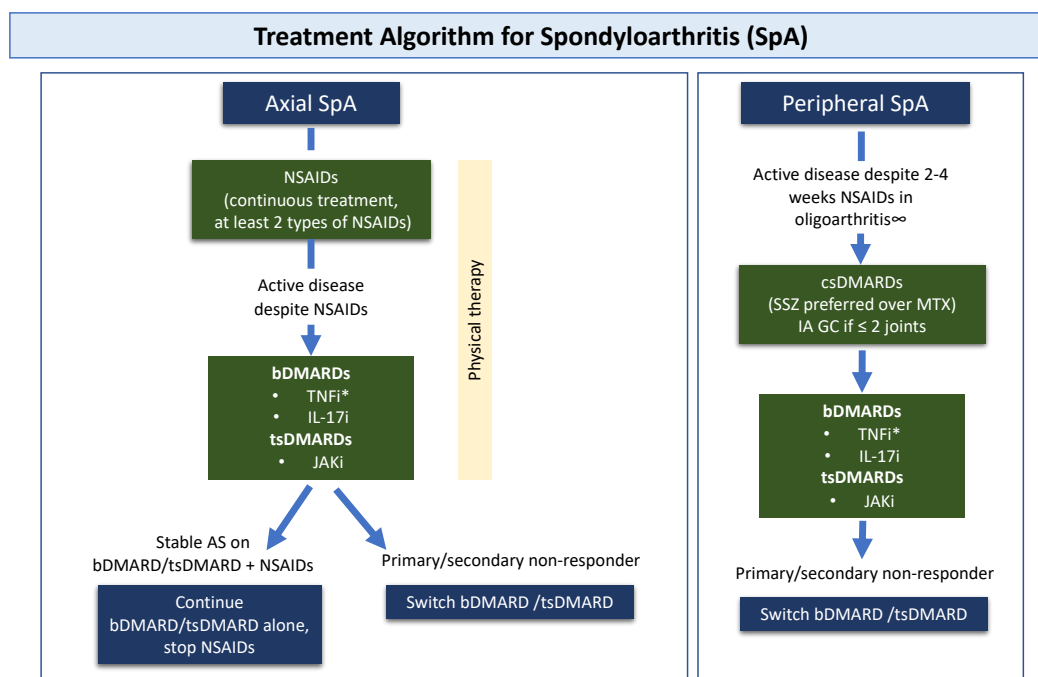 Treatment Algorithm for Spondyloarthritis (SpA)
Axial SpA
NSAIDs
(continuous treatment,
at least 2 types of NSAIDs)
Active disease
despite NSAIDs
bDMARDs
• TNFi*
• IL-17i
tsDMARDs
• JAKi
Physical therapy
Stable AS on
bDMARD/tsDMARD + NSAIDs
Continue
bDMARD/tsDMARD alone,
stop NSAIDs
Primary/secondary non-responder
Switch bDMARD /tsDMARD
Peripheral SpA
Active disease despite 2-4
weeks NSAIDs in
oligoarthritis∞
csDMARDs
(SSZ preferred over MTX)
IA GC if ≤ 2 joints
bDMARDs
• TNFi*
• IL-17i
tsDMARDs
• JAKi
Primary/secondary non-responder
Switch bDMARD /tsDMARD